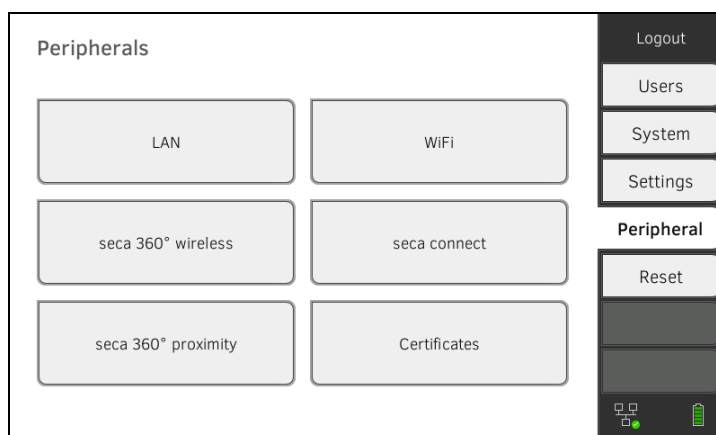 Peripherals
LAN
WiFi
seca 360° wireless
seca connect
seca 360° proximity
Certificates
Logout
Users
System
Settings
Peripheral
Reset